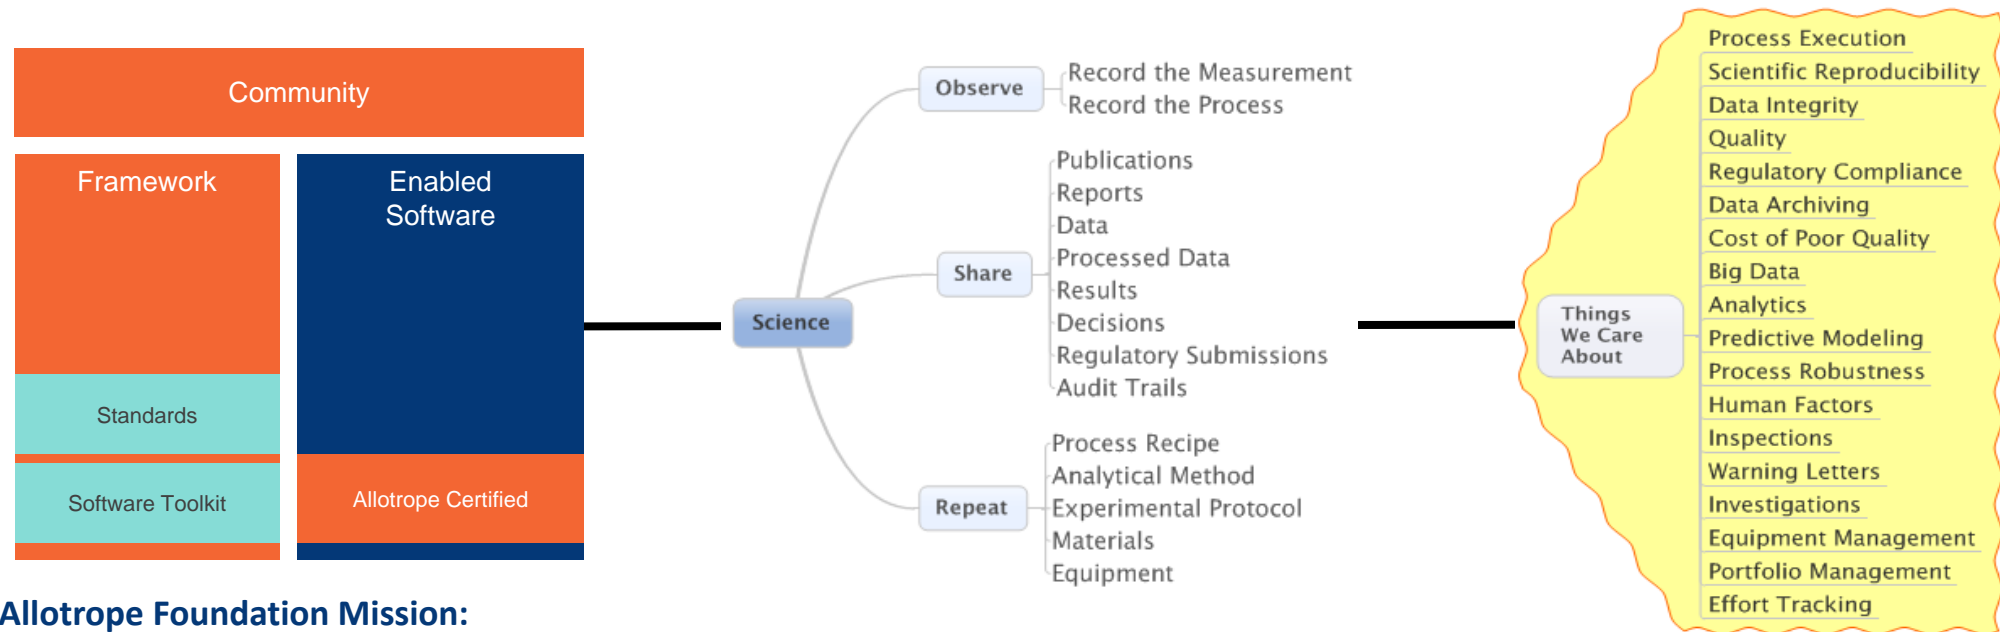 Community
Framework
Standards
Software Toolkit
Enabled
Software
Allotrope Certified
Allotrope Foundation Mission:
Science
Observe
Record the Measurement
Record the Process
Share
Publications
Reports
Data
Processed Data
Results
Decisions
Regulatory Submissions
Audit Trails
Repeat
Process Recipe
Analytical Method
Experimental Protocol
Materials
Equipment
Things
We Care
About
Process Execution
Scientific Reproducibility
Data Integrity
Quality
Regulatory Compliance
Data Archiving
Cost of Poor Quality
Big Data
Analytics
Predictive Modeling
Process Robustness
Human Factors
Inspections
Warning Letters
Investigations
Equipment Management
Portfolio Management
Effort Tracking